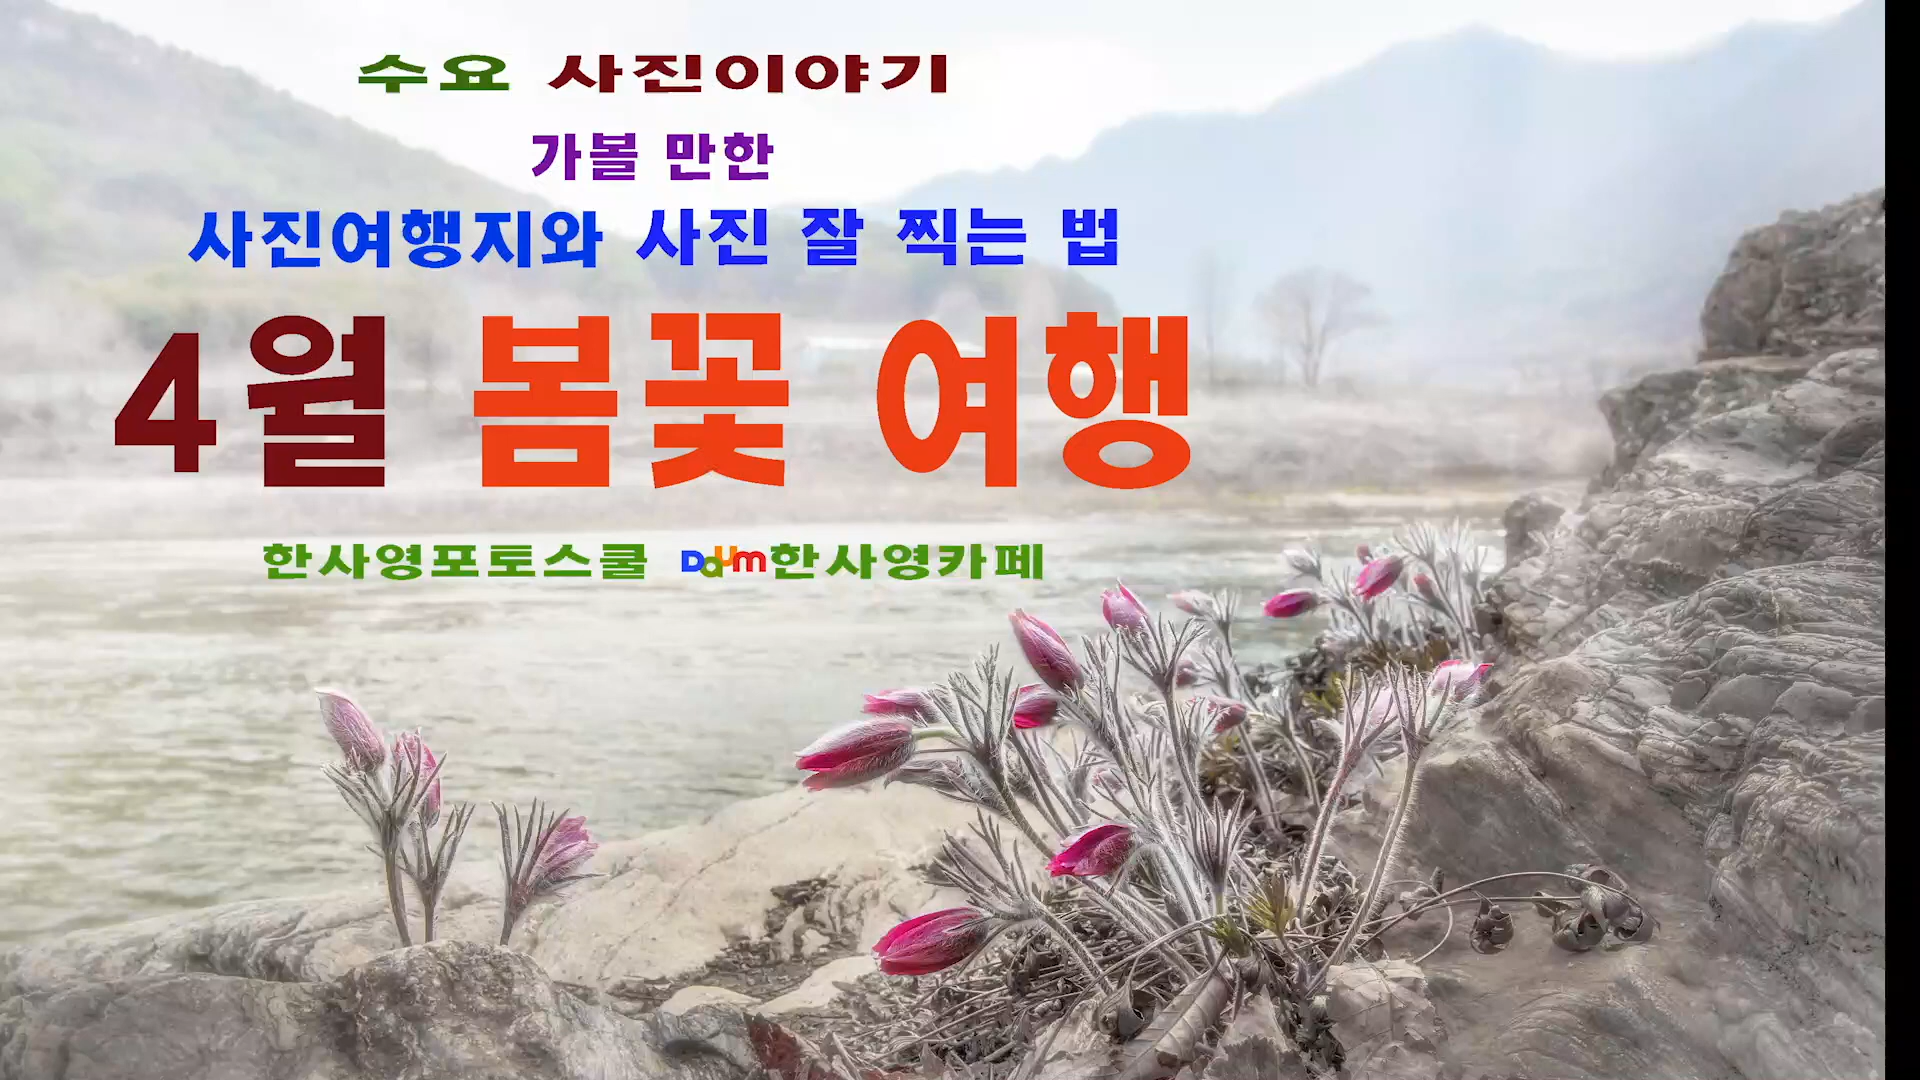 수요 사진이야기
가볼 만한
사진여행지와 사진 잘 찍는 법
4월 봄꽃 여행
한사영포토스쿨 Daum한사영카페